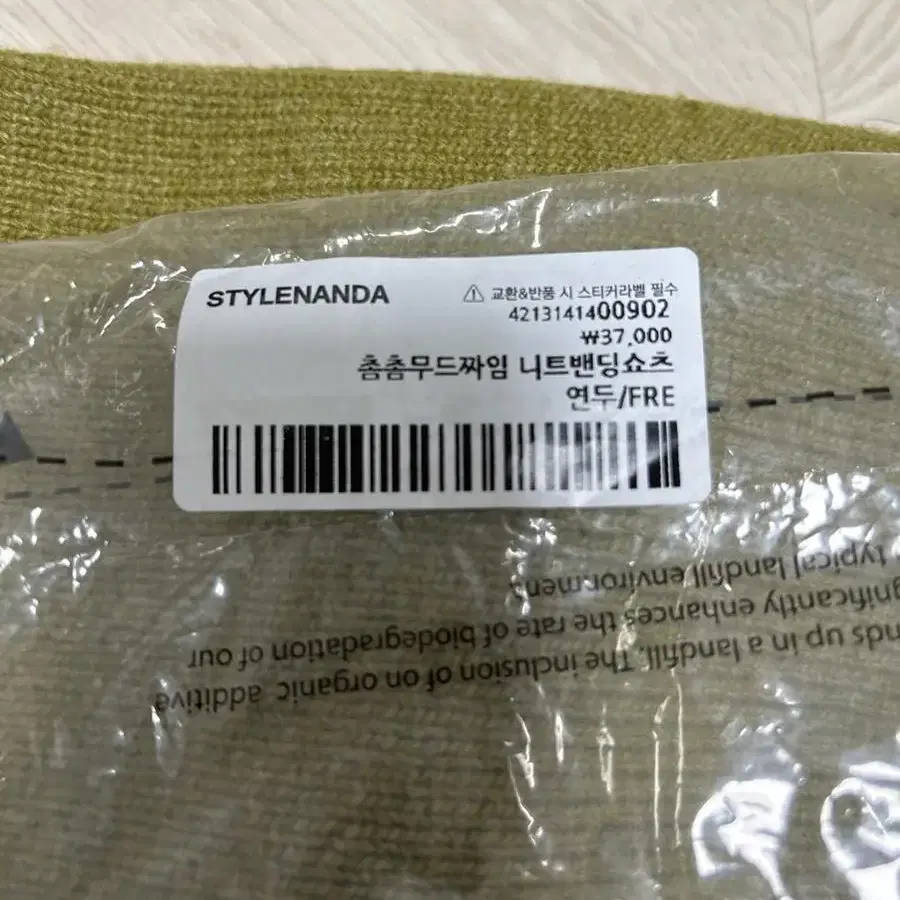 STYLENANDA
⚠ 교환&반품 시 스티커라벨 필수
4213141400902
₩37,000
촘촘무드짜임 니트밴딩쇼츠
연두/FRE
nds up in a landfill. The inclusion of on organic additive
gnificantly enhances the rate of biodegradation of our
typical landfill environment